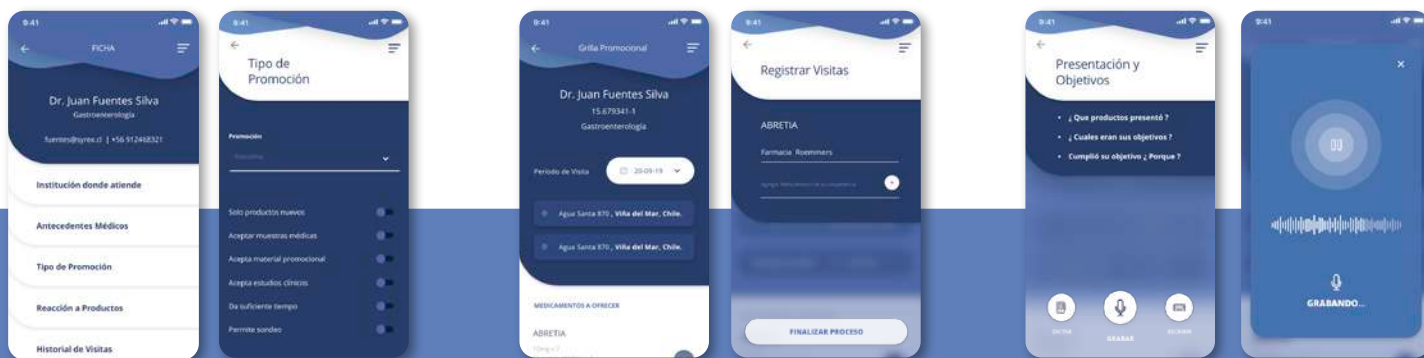 9:41
FICHA
Dr. Juan Fuentes Silva
Gastroenterología
fuentes@syrex.cl | +56 912468321
Institución donde atiende
Antecedentes Médicos
Tipo de Promoción
Reacción a Productos
Historial de Visitas
9:41
Tipo de
Promoción
Promoción
Solo productos nuevos
Aceptar muestras médicas
Acepta material promocional
Acepta estudios clínicos
Da suficiente tiempo
Permite sondeo
9:41
Grilla Promocional
Dr. Juan Fuentes Silva
15.679341-1
Gastroenterología
Período de Visita
20-09-19
Agua Santa 870 , Viña del Mar, Chile.
Agua Santa 870 , Viña del Mar, Chile.
MEDICAMENTOS A OFRECER
ABRETIA
9:41
Registrar Visitas
ABRETIA
Farmacia Roemmers
FINALIZAR PROCESO
9:41
Presentación y
Objetivos
• ¿ Que productos presentó ?
• ¿ Cuales eran sus objetivos ?
• Cumplió su objetivo ¿ Porque ?
GRABAR
9:41
GRABANDO...